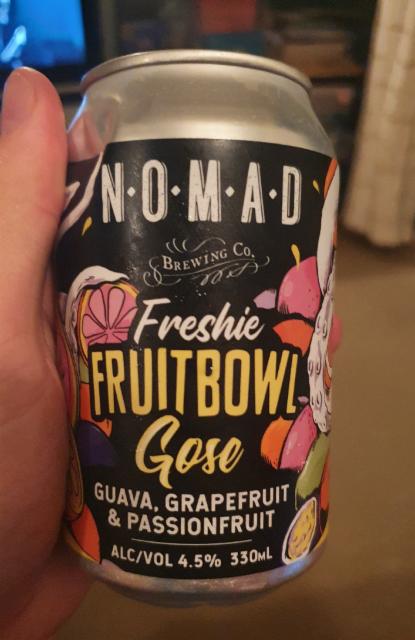 N·O·M·A·D
BREWING CO.
Freshie
FRUITBOWL
Gose
GUAVA, GRAPEFRUIT
& PASSIONFRUIT
ALC/VOL 4.5% 330ML